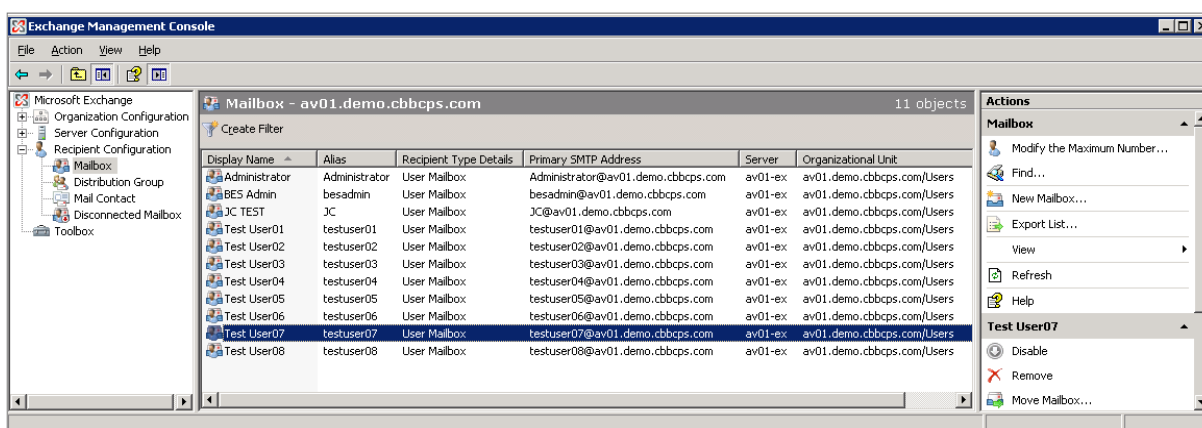 Exchange Management Console
File Action View Help
Microsoft Exchange
Organization Configuration
Server Configuration
Recipient Configuration
Mailbox
Distribution Group
Mail Contact
Disconnected Mailbox
Toolbox
Mailbox - av01.demo.cbbcps.com 11 objects
Create Filter
Display Name Alias Recipient Type Details Primary SMTP Address Server Organizational Unit
Administrator Administrator User Mailbox Administrator@av01.demo.cbbcps.com av01-ex av01.demo.cbbcps.com/Users
BES Admin besadmin User Mailbox besadmin@av01.demo.cbbcps.com av01-ex av01.demo.cbbcps.com/Users
JC TEST JC User Mailbox JC@av01.demo.cbbcps.com av01-ex av01.demo.cbbcps.com/Users
Test User01 testuser01 User Mailbox testuser01@av01.demo.cbbcps.com av01-ex av01.demo.cbbcps.com/Users
Test User02 testuser02 User Mailbox testuser02@av01.demo.cbbcps.com av01-ex av01.demo.cbbcps.com/Users
Test User03 testuser03 User Mailbox testuser03@av01.demo.cbbcps.com av01-ex av01.demo.cbbcps.com/Users
Test User04 testuser04 User Mailbox testuser04@av01.demo.cbbcps.com av01-ex av01.demo.cbbcps.com/Users
Test User05 testuser05 User Mailbox testuser05@av01.demo.cbbcps.com av01-ex av01.demo.cbbcps.com/Users
Test User06 testuser06 User Mailbox testuser06@av01.demo.cbbcps.com av01-ex av01.demo.cbbcps.com/Users
Test User07 testuser07 User Mailbox testuser07@av01.demo.cbbcps.com av01-ex av01.demo.cbbcps.com/Users
Test User08 testuser08 User Mailbox testuser08@av01.demo.cbbcps.com av01-ex av01.demo.cbbcps.com/Users
Actions
Mailbox
Modify the Maximum Number...
Find...
New Mailbox...
Export List...
View
Refresh
Help
Test User07
Disable
Remove
Move Mailbox...